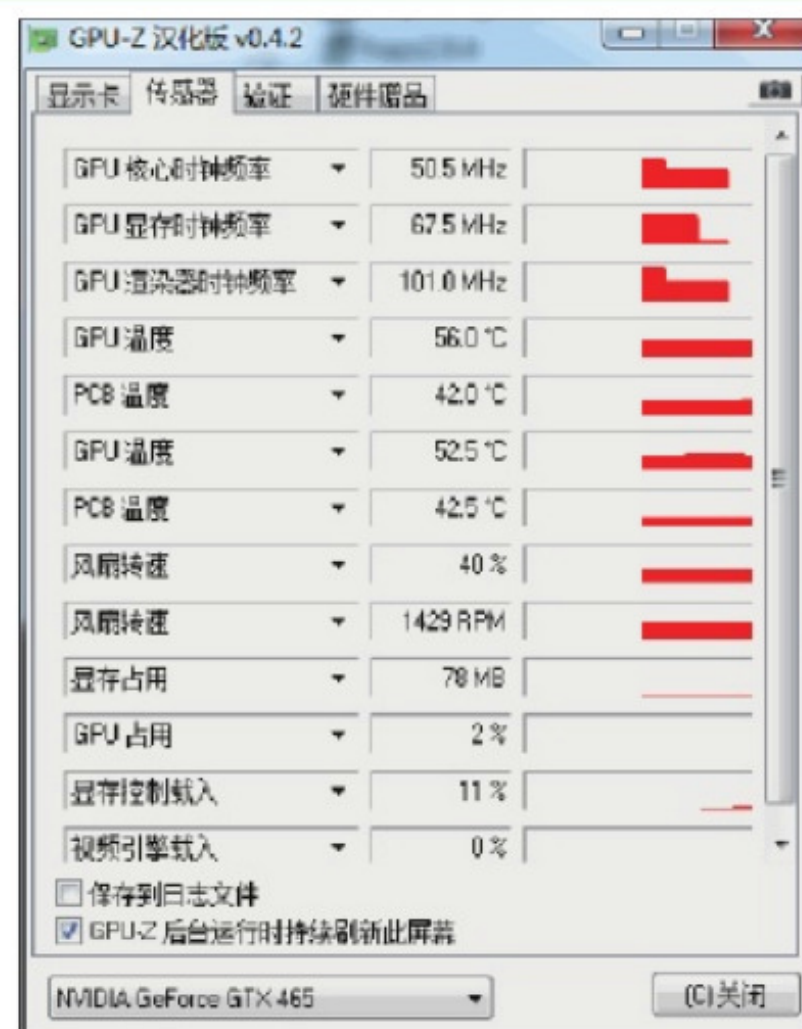 GPU-Z 汉化版 v0.4.2
显示卡 传感器 验证 硬件赠品
GPU 核心时钟频率 50.5 MHz
GPU 显存时钟频率 67.5 MHz
GPU 渲染器时钟频率 101.0 MHz
GPU 温度 56.0 °C
PCB 温度 42.0 °C
GPU 温度 52.5 °C
PCB 温度 42.5 °C
风扇转速 40 %
风扇转速 1429 RPM
显存占用 78 MB
GPU 占用 2 %
显存控制载入 11 %
视频引擎载入 0 %
保存到日志文件
GPU-Z 后台运行时持续刷新此屏幕
NVIDIA GeForce GTX 465 (C)关闭